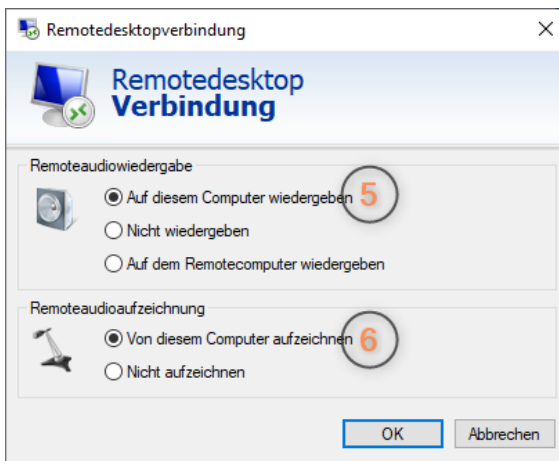 Remotedesktopverbindung
Remotedesktop
Verbindung
Remoteaudiowiedergabe
Auf diesem Computer wiedergeben 5
Nicht wiedergeben
Auf dem Remotecomputer wiedergeben
Remoteaudioaufzeichnung
Von diesem Computer aufzeichnen 6
Nicht aufzeichnen
OK Abbrechen